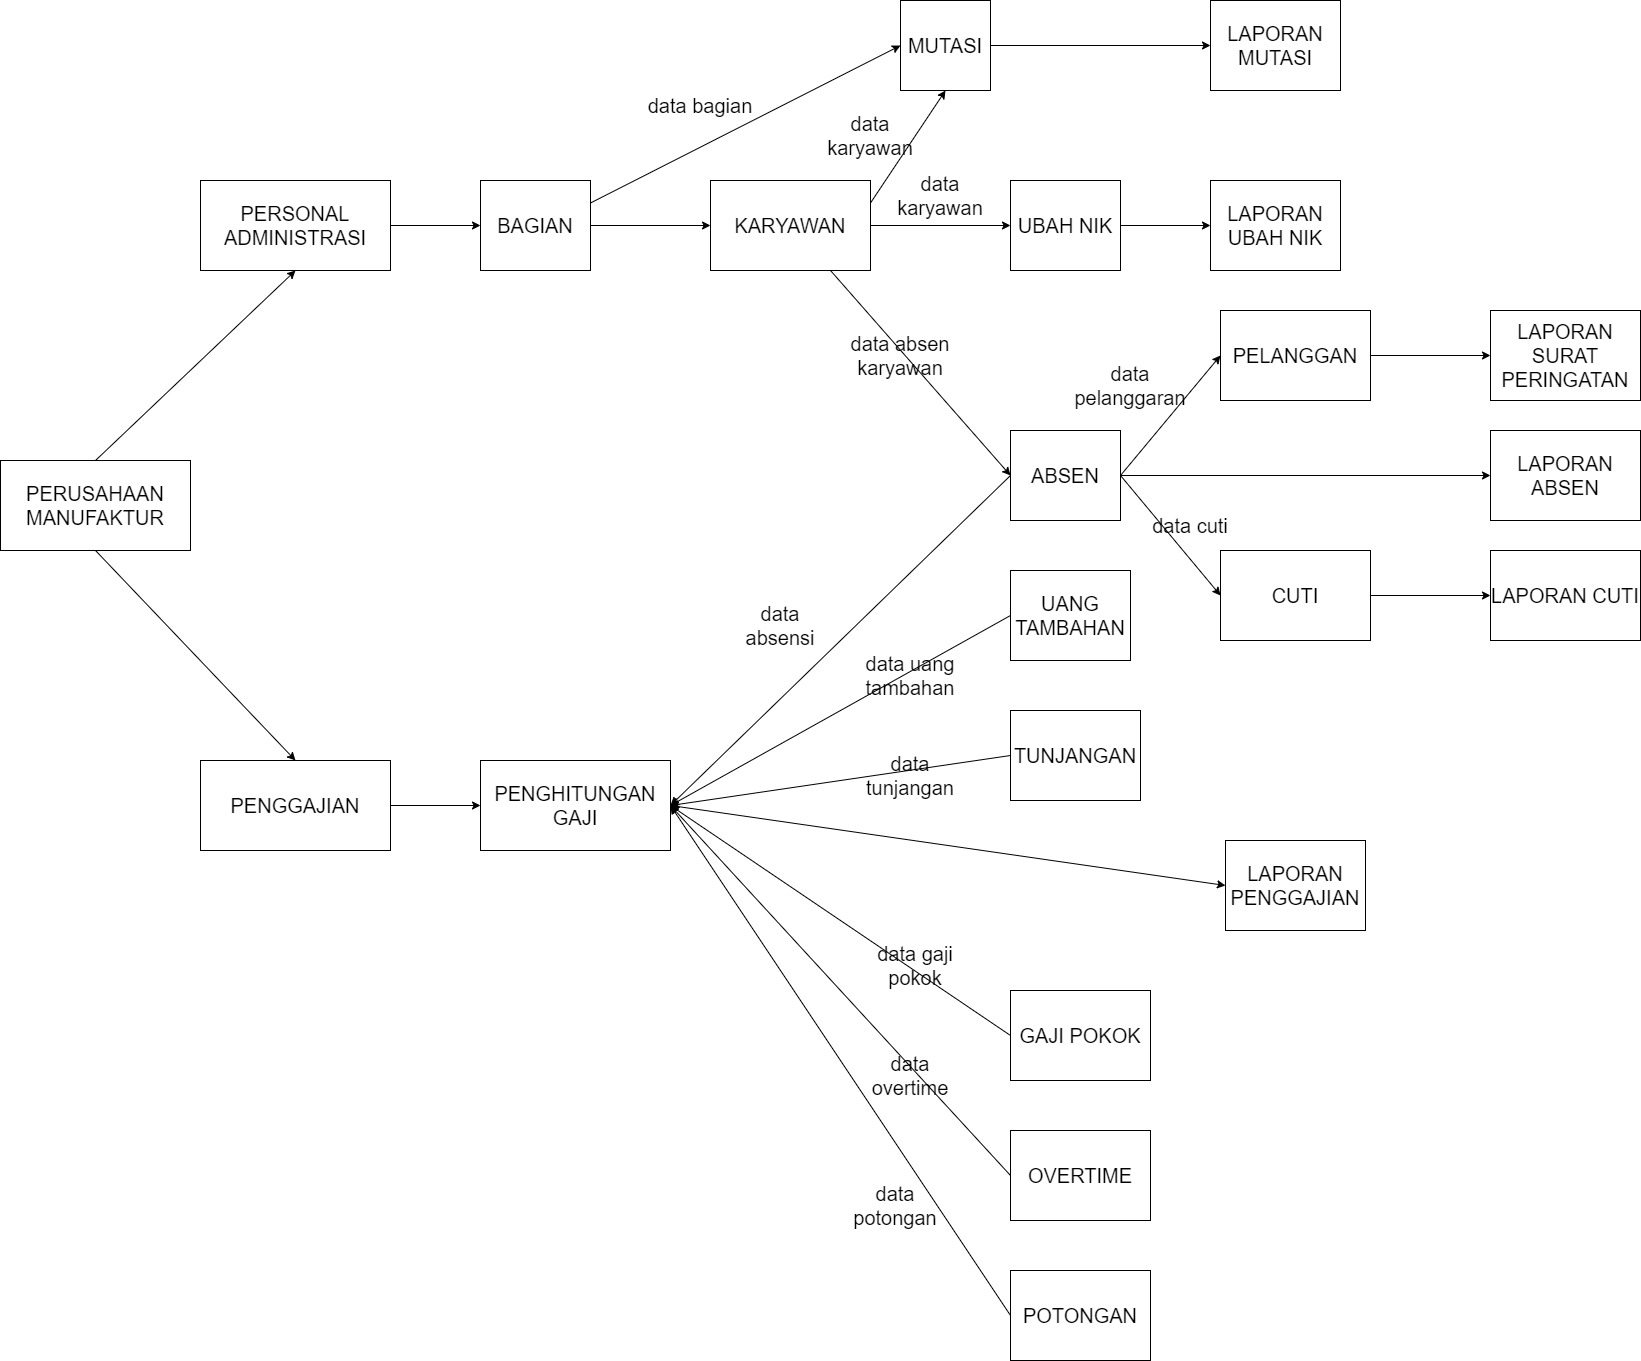 MUTASI
LAPORAN
MUTASI
data bagian
data
karyawan
PERSONAL
ADMINISTRASI
BAGIAN
KARYAWAN
data
karyawan
UBAH NIK
LAPORAN
UBAH NIK
data absen
karyawan
PELANGGAN
LAPORAN
SURAT
PERINGATAN
data
pelanggaran
PERUSAHAAN
MANUFAKTUR
ABSEN
LAPORAN
ABSEN
data cuti
CUTI
LAPORAN CUTI
data
absensi
UANG
TAMBAHAN
data uang
tambahan
TUNJANGAN
data
tunjangan
PENGGAJIAN
PENGHITUNGAN
GAJI
LAPORAN
PENGGAJIAN
data gaji
pokok
GAJI POKOK
data
overtime
OVERTIME
data
potongan
POTONGAN